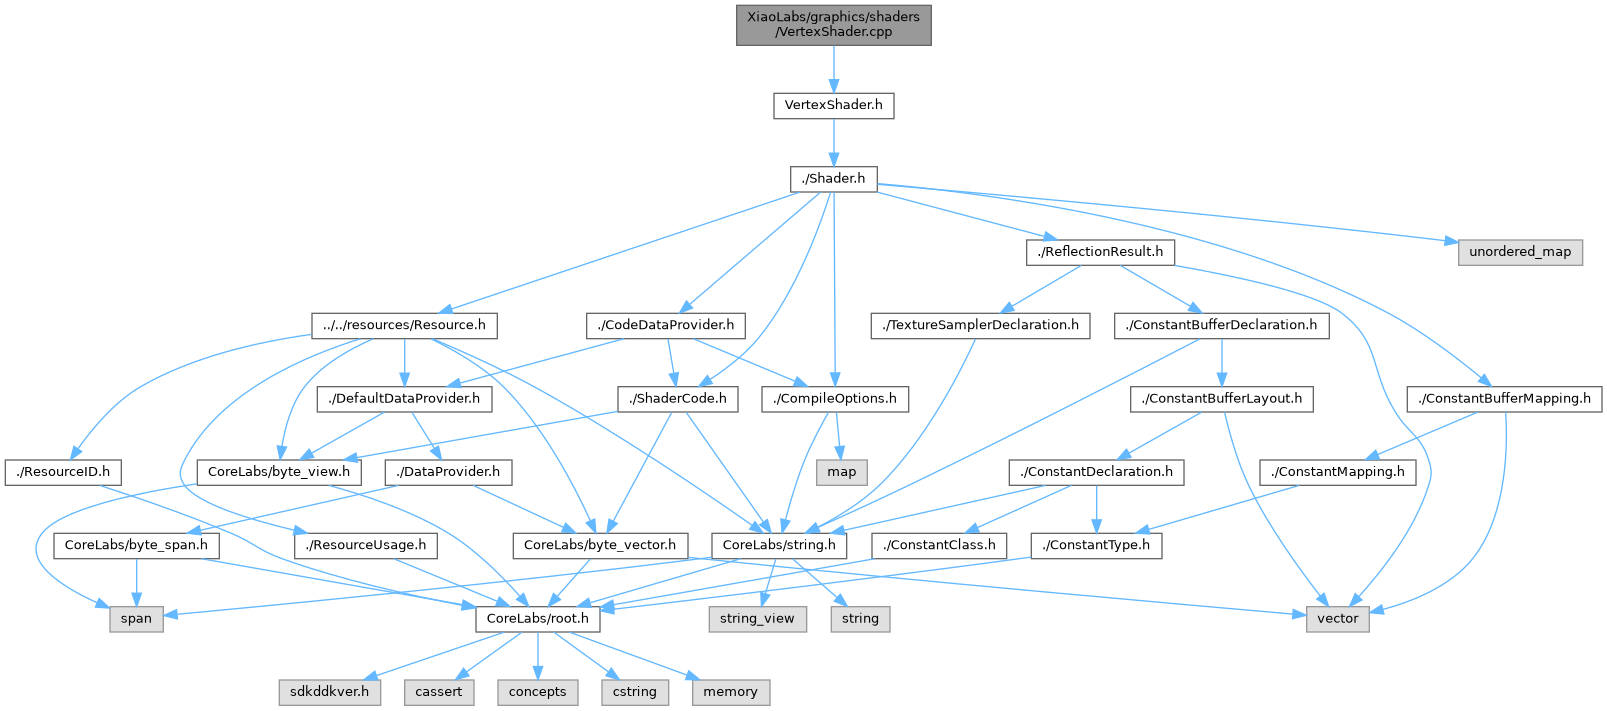 XiaoLabs/graphics/shaders
/VertexShader.cpp
VertexShader.h
./Shader.h
./ReflectionResult.h
unordered_map
../../resources/Resource.h
./CodeDataProvider.h
./TextureSamplerDeclaration.h
./ConstantBufferDeclaration.h
./DefaultDataProvider.h
./ShaderCode.h
./CompileOptions.h
./ConstantBufferLayout.h
./ConstantBufferMapping.h
./ResourceID.h
CoreLabs/byte_view.h
./DataProvider.h
map
./ConstantDeclaration.h
./ConstantMapping.h
CoreLabs/byte_span.h
./ResourceUsage.h
CoreLabs/byte_vector.h
CoreLabs/string.h
./ConstantClass.h
./ConstantType.h
span
CoreLabs/root.h
string_view
string
vector
sdkddkver.h
cassert
concepts
cstring
memory